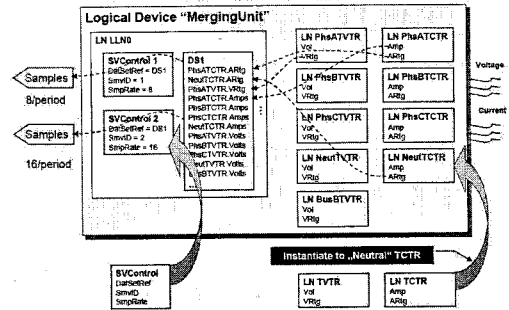 Logical Device "MergingUnit"
LN LLN0
SVControl 1
DatSetRef = DS1
SmvID = 1
SmpRate = 8
SVControl 2
DatSetRef = DS1
SmvID = 2
SmpRate = 16
DS1
PhsATCTR.ARtg
NeutTCTR.ARtg
PhsATVTR.VRtg
PhsATCTR.Amps
PhsBTCTR.Amps
PhsCTCTR.Amps
NeutTCTR.Amps
PhsATVTR.Volts
PhsBTVTR.Volts
PhsCTVTR.Volts
NeutTVTR.Volts
BusBTVTR.Volts
Samples
8/period
Samples
16/period
LN PhsATVTR
Vol
VRtg
LN PhsBTVTR
Vol
VRtg
LN PhsCTVTR
Vol
VRtg
LN NeutTVTR
Vol
VRtg
LN BusBTVTR
Vol
VRtg
LN PhsATCTR
Amp
ARtg
LN PhsBTCTR
Amp
ARtg
LN PhsCTCTR
Amp
ARtg
LN NeutTCTR
Amp
ARtg
Voltage
Current
Instantiate to „Neutral" TCTR
SVControl
DatSetRef
SmvID
SmpRate
LN TVTR
Vol
VRtg
LN TCTR
Amp
ARtg